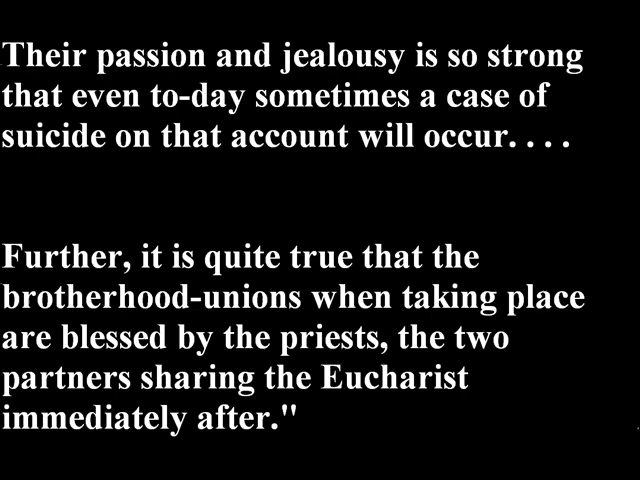 Their passion and jealousy is so strong
that even to-day sometimes a case of
suicide on that account will occur. . . .
Further, it is quite true that the
brotherhood-unions when taking place
are blessed by the priests, the two
partners sharing the Eucharist
immediately after."